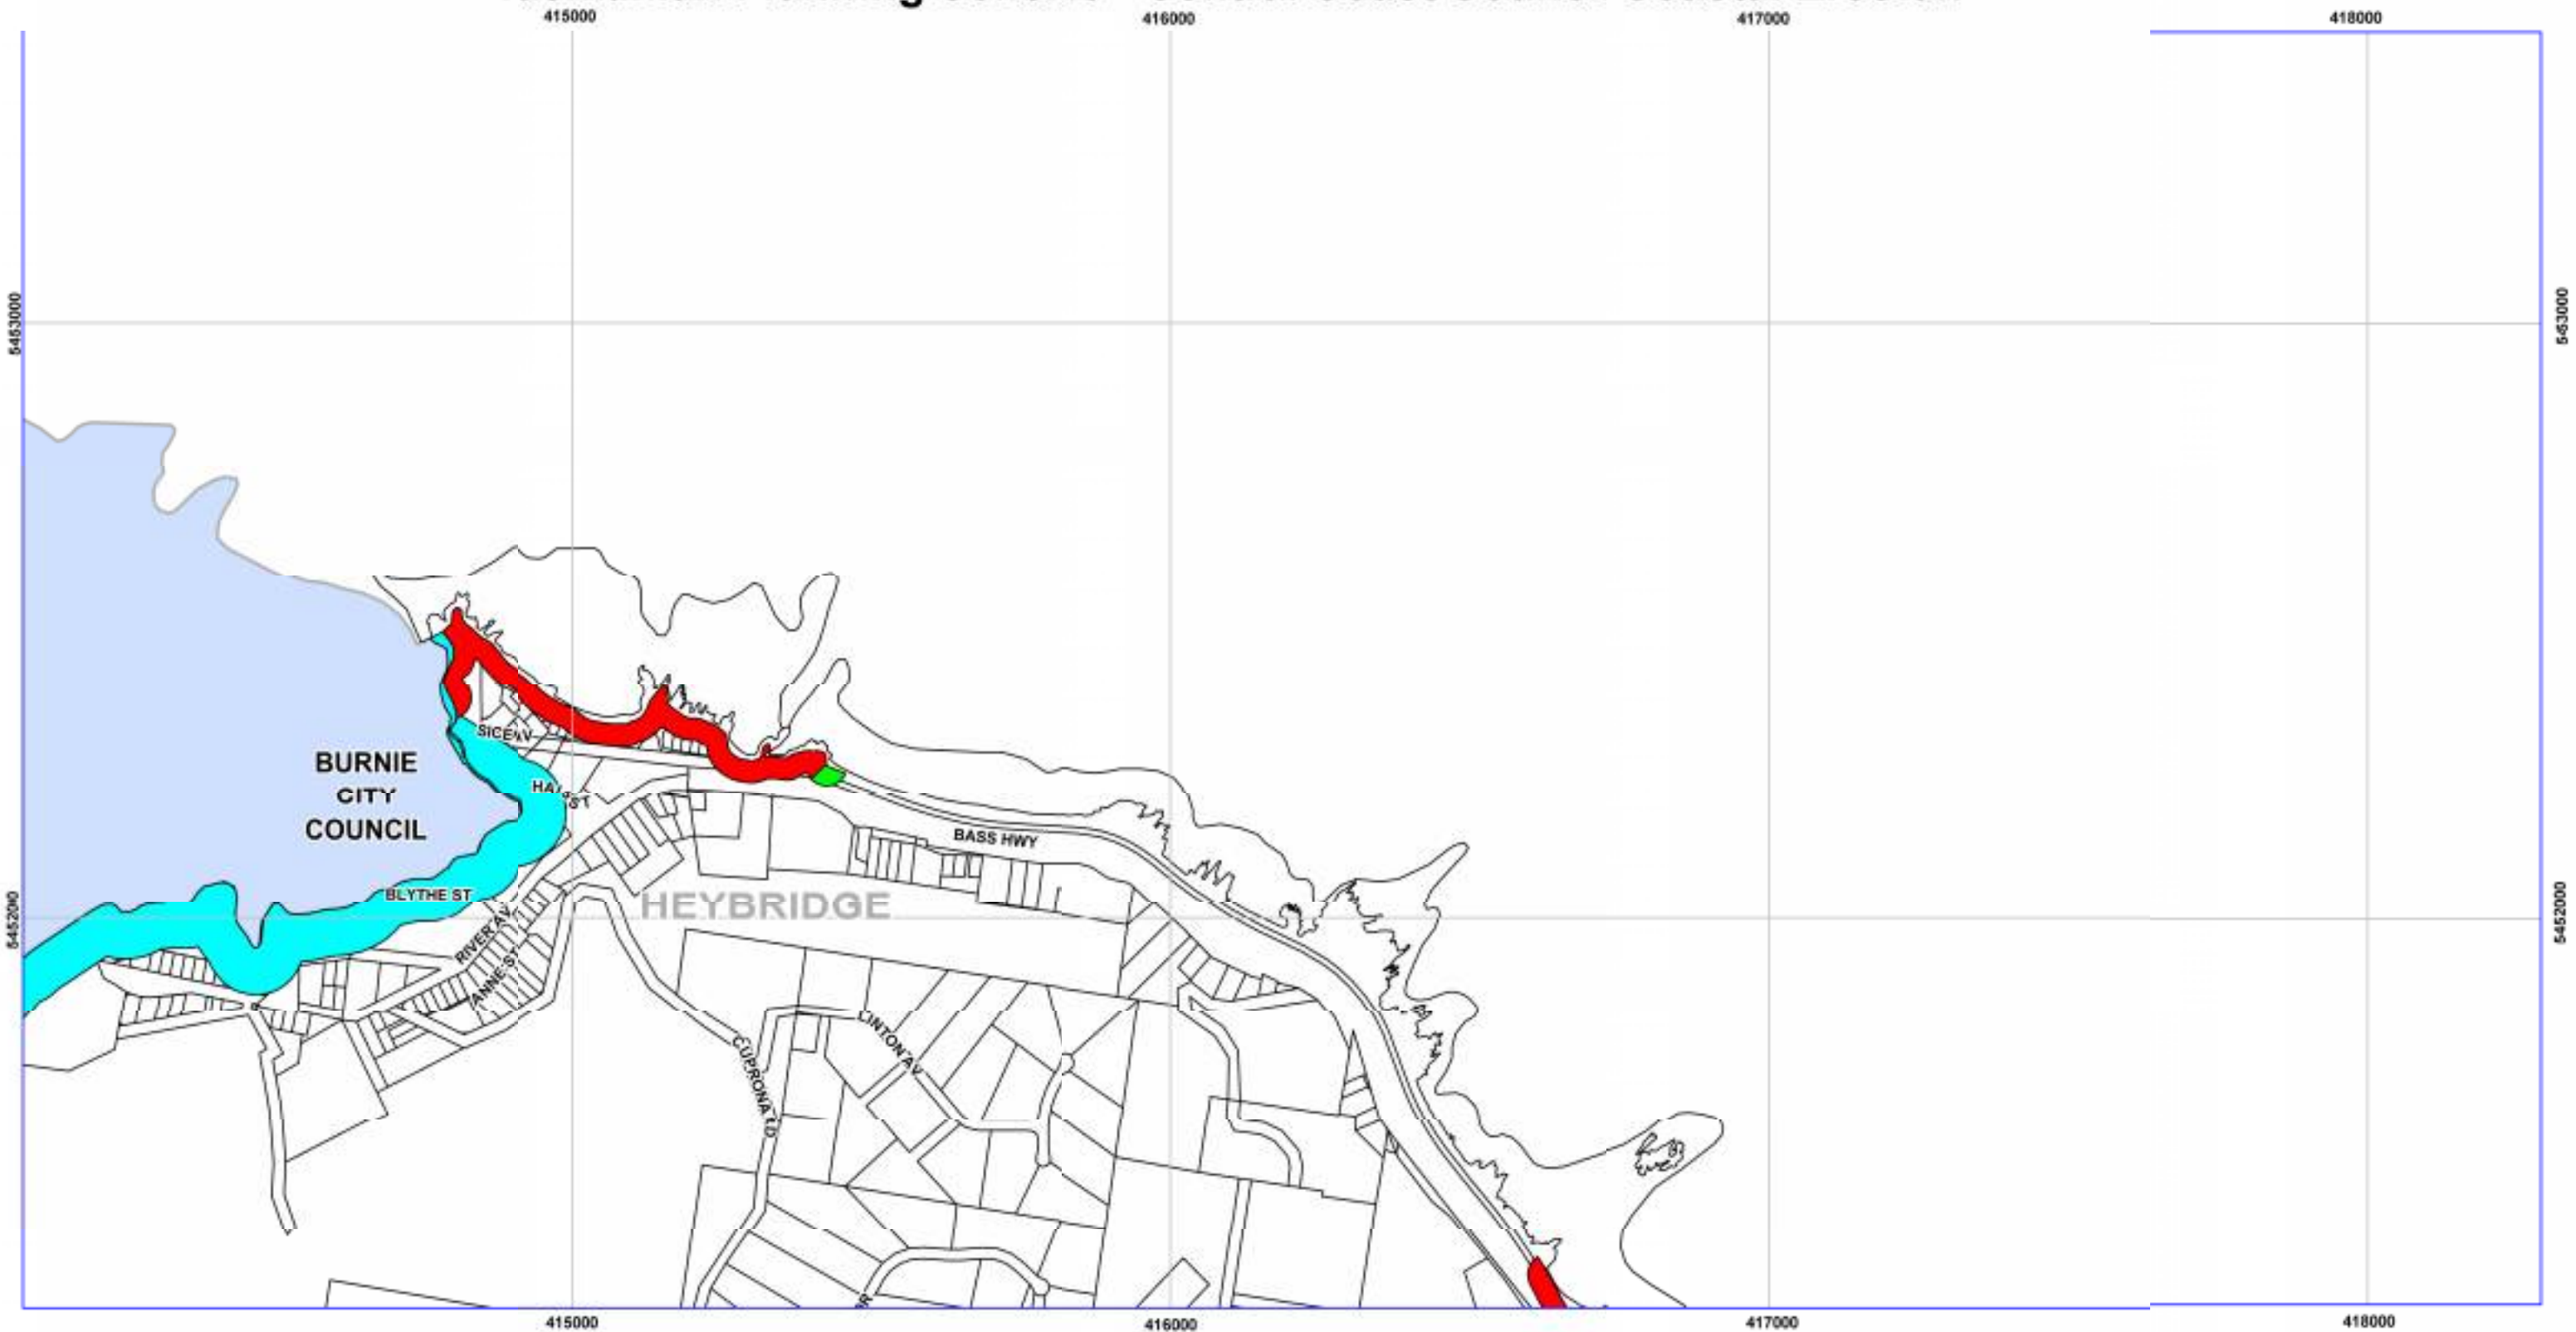 415000
416000
417000
418000
5453000
5453000
SICE AV
BURNIE
CITY
COUNCIL
BASS HWY
BLYTHE ST
HEYBRIDGE
5452000
5452000
RIVER AV
ANNE ST
LINTON AV
CUPRONA RD
415000
416000
417000
418000